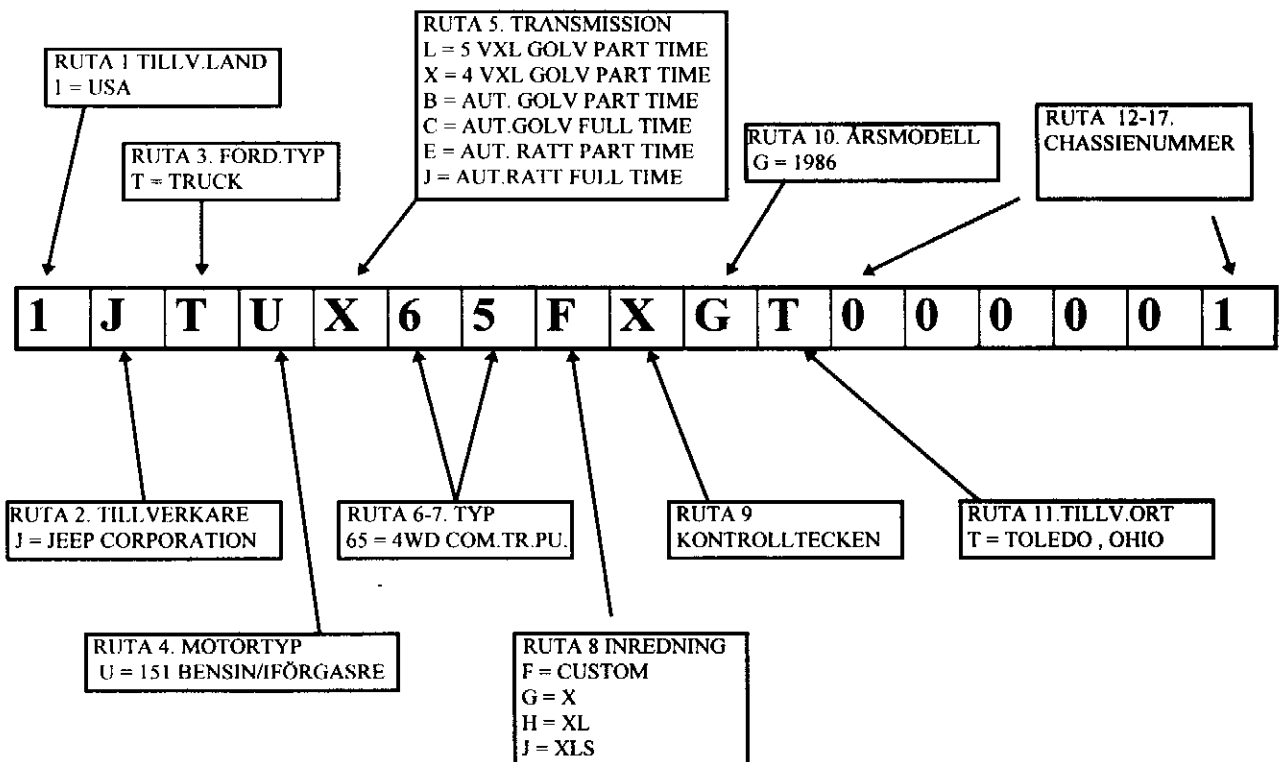 RUTA 1 TILLV.LAND
1 = USA
RUTA 3. FORD.TYP
T = TRUCK
RUTA 5. TRANSMISSION
L = 5 VXL GOLV PART TIME
X = 4 VXL GOLV PART TIME
B = AUT. GOLV PART TIME
C = AUT.GOLV FULL TIME
E = AUT. RATT PART TIME
J = AUT.RATT FULL TIME
RUTA 10. ÅRSMODELL
G = 1986
RUTA 12-17.
CHASSIENUMMER
1 J T U X 6 5 F X G T 0 0 0 0 0 1
RUTA 2. TILLVERKARE
J = JEEP CORPORATION
RUTA 4. MOTORTYP
U = 151 BENSIN/IFÖRGASRE
RUTA 6-7. TYP
65 = 4WD COM.TR.PU.
RUTA 8 INREDNING
F = CUSTOM
G = X
H = XL
J = XLS
RUTA 9
KONTROLLTECKEN
RUTA 11.TILLV.ORT
T = TOLEDO , OHIO